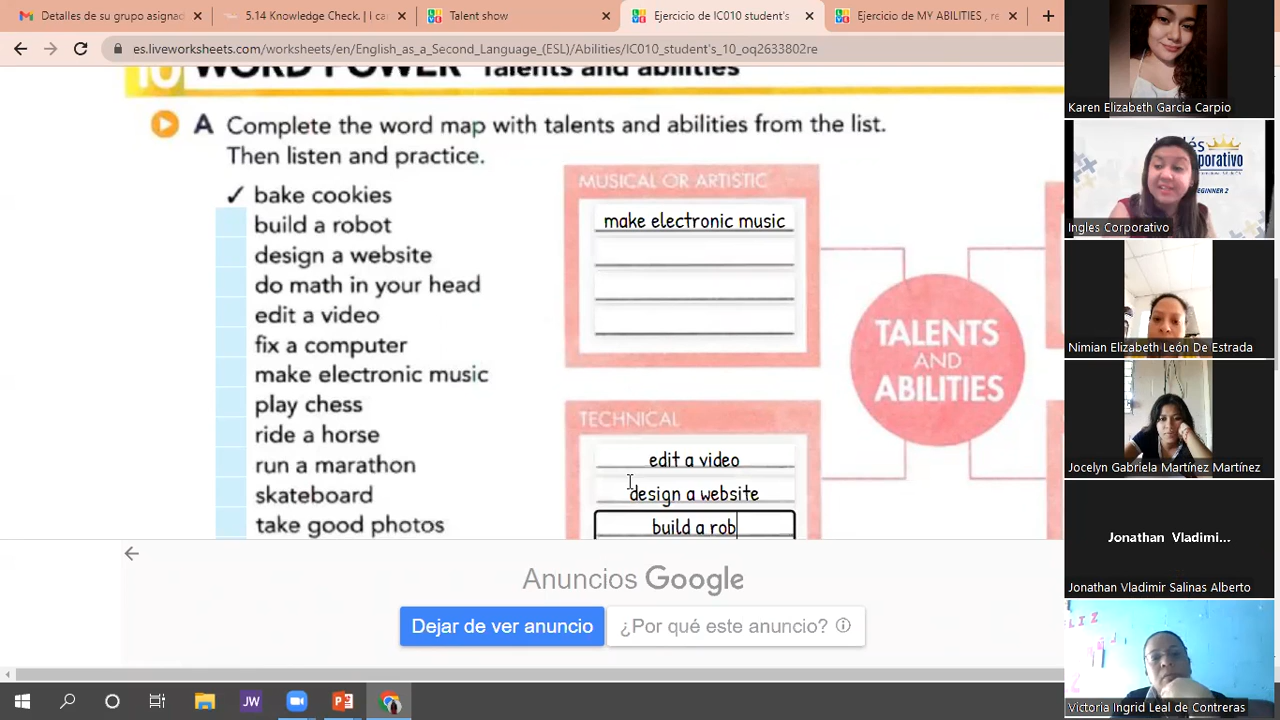 Detalles de su grupo asignad
5.14 Knowledge Check. | I ca
Talent show
Ejercicio de IC010 student's
Ejercicio de MY ABILITIES , re
es.liveworksheets.com/worksheets/en/English_as_a_Second_Language_(ESL)/Abilities/IC010_student's_10_oq2633802re
10 WORD POWER Talents and abilities
A Complete the word map with talents and abilities from the list.
Then listen and practice.
✓ bake cookies
build a robot
design a website
do math in your head
edit a video
fix a computer
make electronic music
play chess
ride a horse
run a marathon
skateboard
take good photos
MUSICAL OR ARTISTIC
make electronic music
TALENTS
AND
ABILITIES
TECHNICAL
edit a video
design a website
build a rob
Anuncios Google
Dejar de ver anuncio
¿Por qué este anuncio?
JW
Karen Elizabeth Garcia Carpio
BEGINNER 2
Ingles Corporativo
Nimian Elizabeth León De Estrada
Jocelyn Gabriela Martínez Martínez
Jonathan Vladimi...
Jonathan Vladimir Salinas Alberto
Victoria Ingrid Leal de Contreras